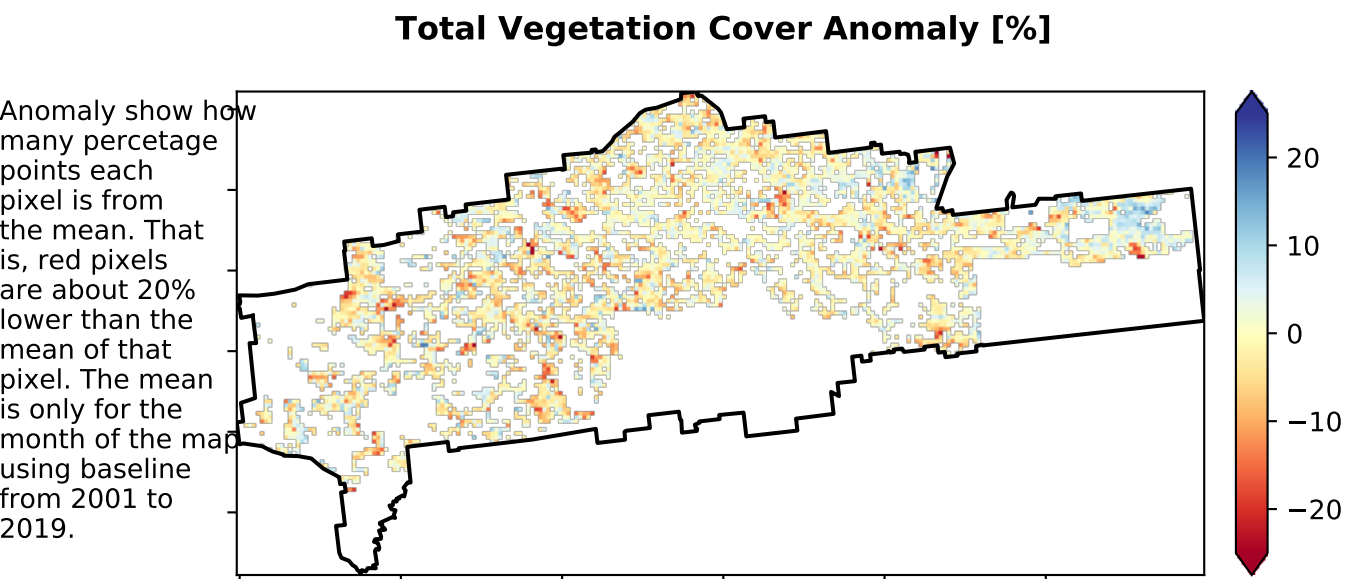 Total Vegetation Cover Anomaly [%]
Anomaly show how
many percetage
points each
pixel is from
the mean. That
is, red pixels
are about 20%
lower than the
mean of that
pixel. The mean
is only for the
month of the map
using baseline
from 2001 to
2019.
20
10
0
−10
−20